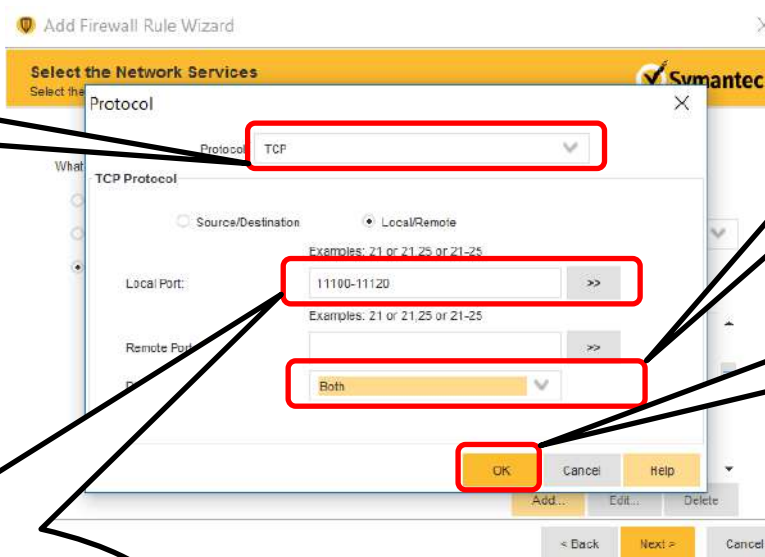 Add Firewall Rule Wizard
Select the Network Services
Select the
Symantec
Protocol
What
Protocol TCP
TCP Protocol
Source/Destination Local/Remote
Examples: 21 or 21,25 or 21-25
Local Port: 11100-11120 >>
Examples: 21 or 21,25 or 21-25
Remote Port >>
Both
OK Cancel Help
Add... Edit... Delete
< Back Next > Cancel